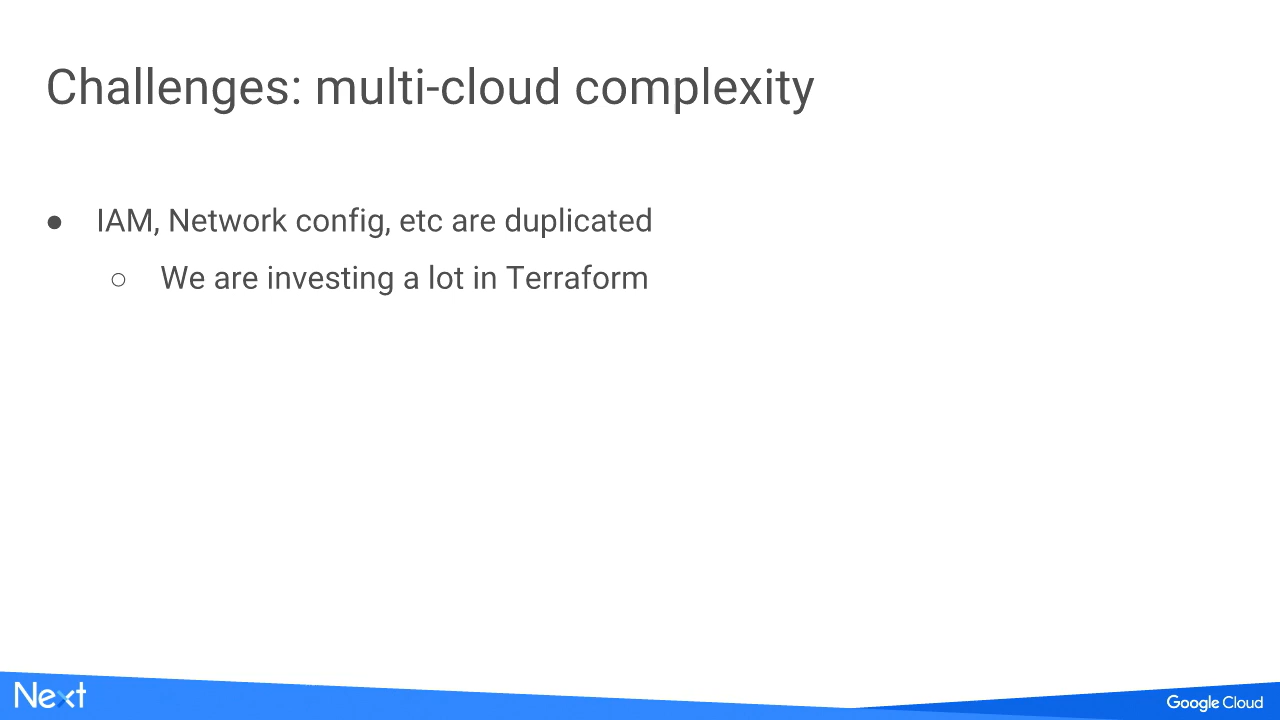 Challenges: multi-cloud complexity
● IAM, Network config, etc are duplicated
○ We are investing a lot in Terraform
Next
Google Cloud